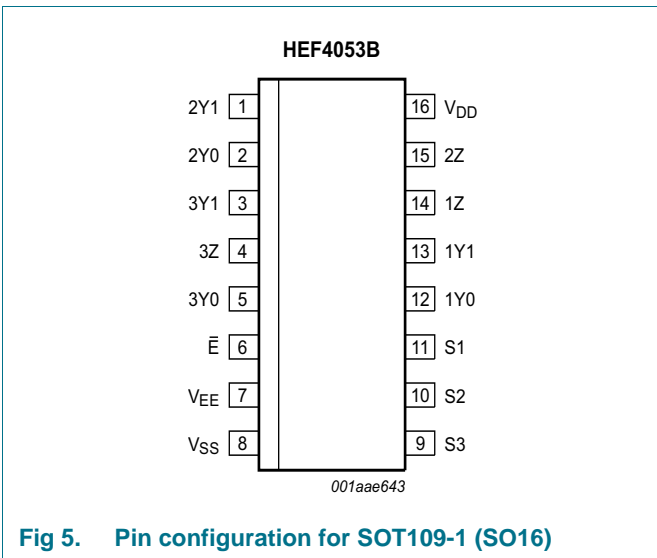 HEF4053B
2Y1 1 16 VDD
2Y0 2 15 2Z
3Y1 3 14 1Z
3Z 4 13 1Y1
3Y0 5 12 1Y0
E̅ 6 11 S1
VEE 7 10 S2
VSS 8 9 S3
001aae643
Fig 5. Pin configuration for SOT109-1 (SO16)